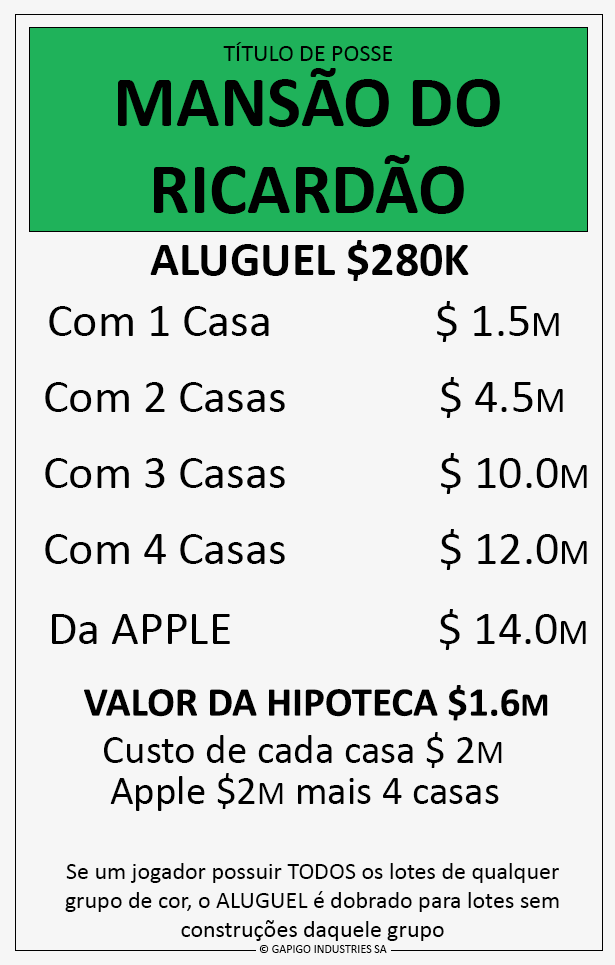 TÍTULO DE POSSE
MANSÃO DO
RICARDÃO
ALUGUEL $280K
Com 1 Casa $ 1.5M
Com 2 Casas $ 4.5M
Com 3 Casas $ 10.0M
Com 4 Casas $ 12.0M
Da APPLE $ 14.0M
VALOR DA HIPOTECA $1.6M
Custo de cada casa $ 2M
Apple $2M mais 4 casas
Se um jogador possuir TODOS os lotes de qualquer
grupo de cor, o ALUGUEL é dobrado para lotes sem
construções daquele grupo
© GAPIGO INDUSTRIES SA